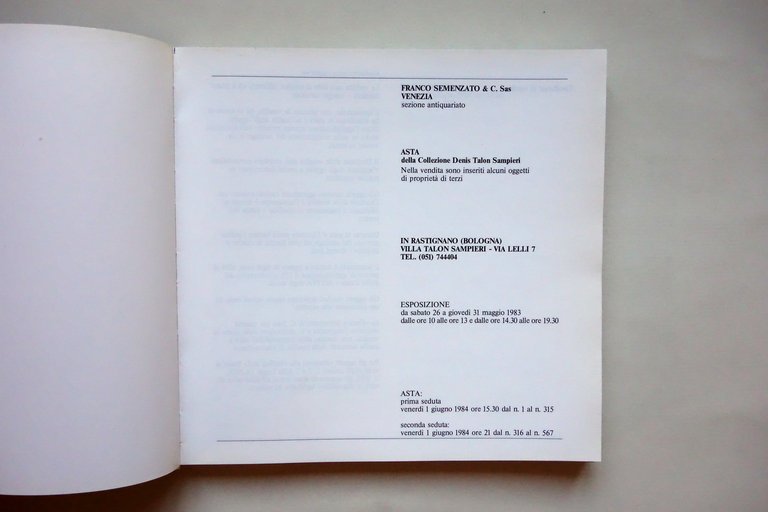 FRANCO SEMENZATO & C. Sas
VENEZIA
sezione antiquariato
ASTA
della Collezione Denis Talon Sampieri
Nella vendita sono inseriti alcuni oggetti
di proprietà di terzi
IN RASTIGNANO (BOLOGNA)
VILLA TALON SAMPIERI - VIA LELLI 7
TEL. (051) 744404
ESPOSIZIONE
da sabato 26 a giovedì 31 maggio 1983
dalle ore 10 alle ore 13 e dalle ore 14.30 alle ore 19.30
ASTA:
prima seduta
venerdì 1 giugno 1984 ore 15.30 dal n. 1 al n. 315
seconda seduta:
venerdì 1 giugno 1984 ore 21 dal n. 316 al n. 567